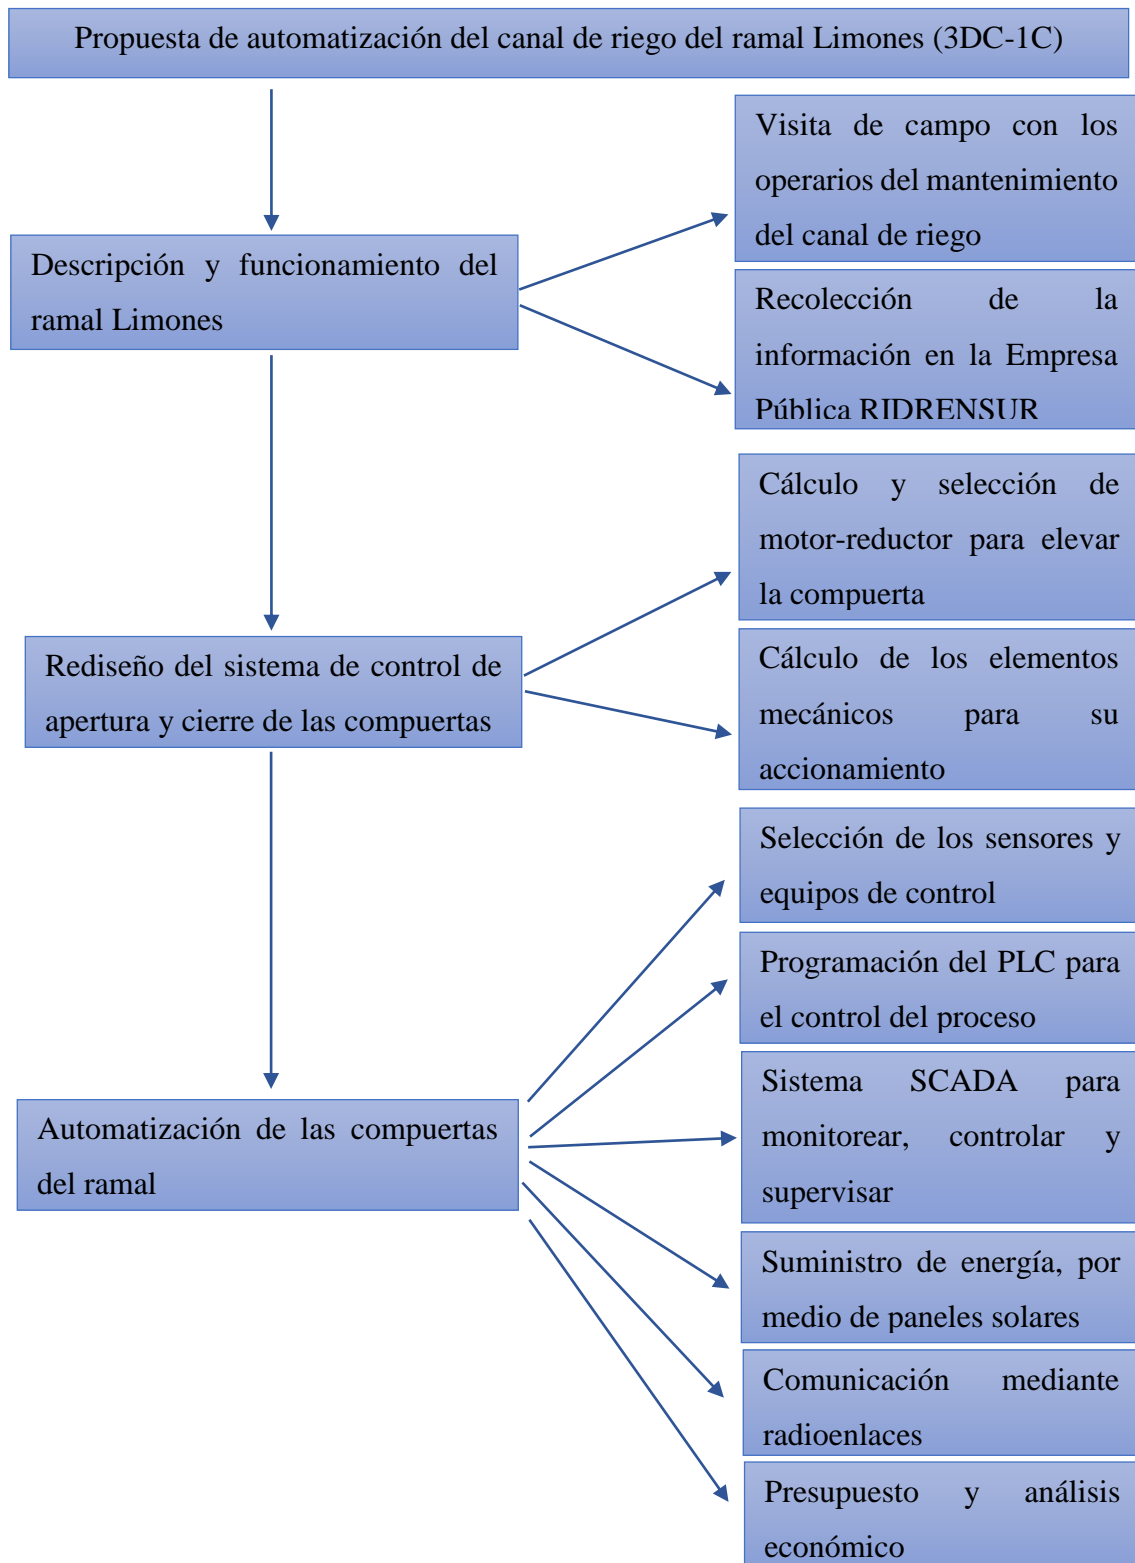 Propuesta de automatización del canal de riego del ramal Limones (3DC-1C)
Visita de campo con los
operarios del mantenimiento
del canal de riego
Descripción y funcionamiento del
ramal Limones
Recolección de la
información en la Empresa
Pública RIDRENSUR
Cálculo y selección de
motor-reductor para elevar
la compuerta
Rediseño del sistema de control de
apertura y cierre de las compuertas
Cálculo de los elementos
mecánicos para su
accionamiento
Selección de los sensores y
equipos de control
Programación del PLC para
el control del proceso
Sistema SCADA para
monitorear, controlar y
supervisar
Automatización de las compuertas
del ramal
Suministro de energía, por
medio de paneles solares
Comunicación mediante
radioenlaces
Presupuesto y análisis
económico